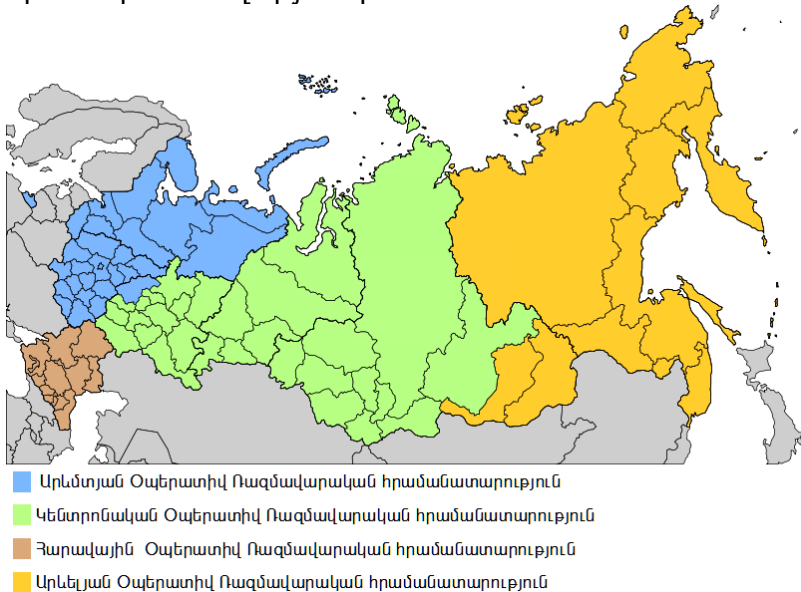 Արևմտյան Օպերատիվ Ռազմավարական հրամանատարություն
Կենտրոնական Օպերատիվ Ռազմավարական հրամանատարություն
Հարավային Օպերատիվ Ռազմավարական հրամանատարություն
Արևելյան Օպերատիվ Ռազմավարական հրամանատարություն